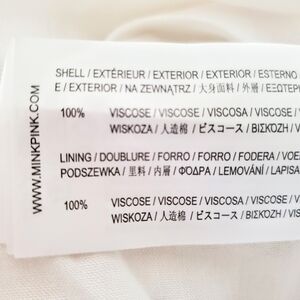 SHELL / EXTÉRIEUR / EXTERIOR / EXTERIOR / ESTERNO
E / EXTERIOR / NA ZEWNĄTRZ / 大身面料 / 外層 / ΕΞΩΤΕΡ
100% VISCOSE / VISCOSE / VISCOSA / VISCOSE /
WISKOZA / 人造棉 / ビスコース / ΒΙΣΚΟΖΗ / VIS
LINING / DOUBLURE / FORRO / FORRO / FODERA / VOE
PODSZEWKA / 里料 / 内層 / ΦΟΔΡΑ / LEMOVÁNÍ / LAPISA
100% VISCOSE / VISCOSE / VISCOSA / VISCOSE / V
WISKOZA / 人造棉 / ビスコース / ΒΙΣΚΟΖΗ / VIS
WWW.MINKPINK.COM